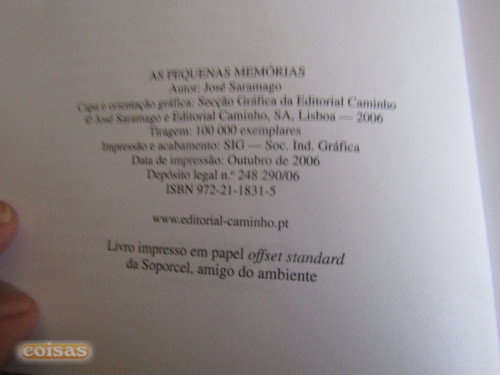 AS PEQUENAS MEMÓRIAS
Autor: José Saramago
Capa e orientação gráfica: Secção Gráfica da Editorial Caminho
© José Saramago e Editorial Caminho, SA, Lisboa — 2006
Tiragem: 100 000 exemplares
Impressão e acabamento: SIG — Soc. Ind. Gráfica
Data de impressão: Outubro de 2006
Depósito legal n.º 248 290/06
ISBN 972-21-1831-5
www.editorial-caminho.pt
Livro impresso em papel offset standard
da Soporcel, amigo do ambiente
coisas